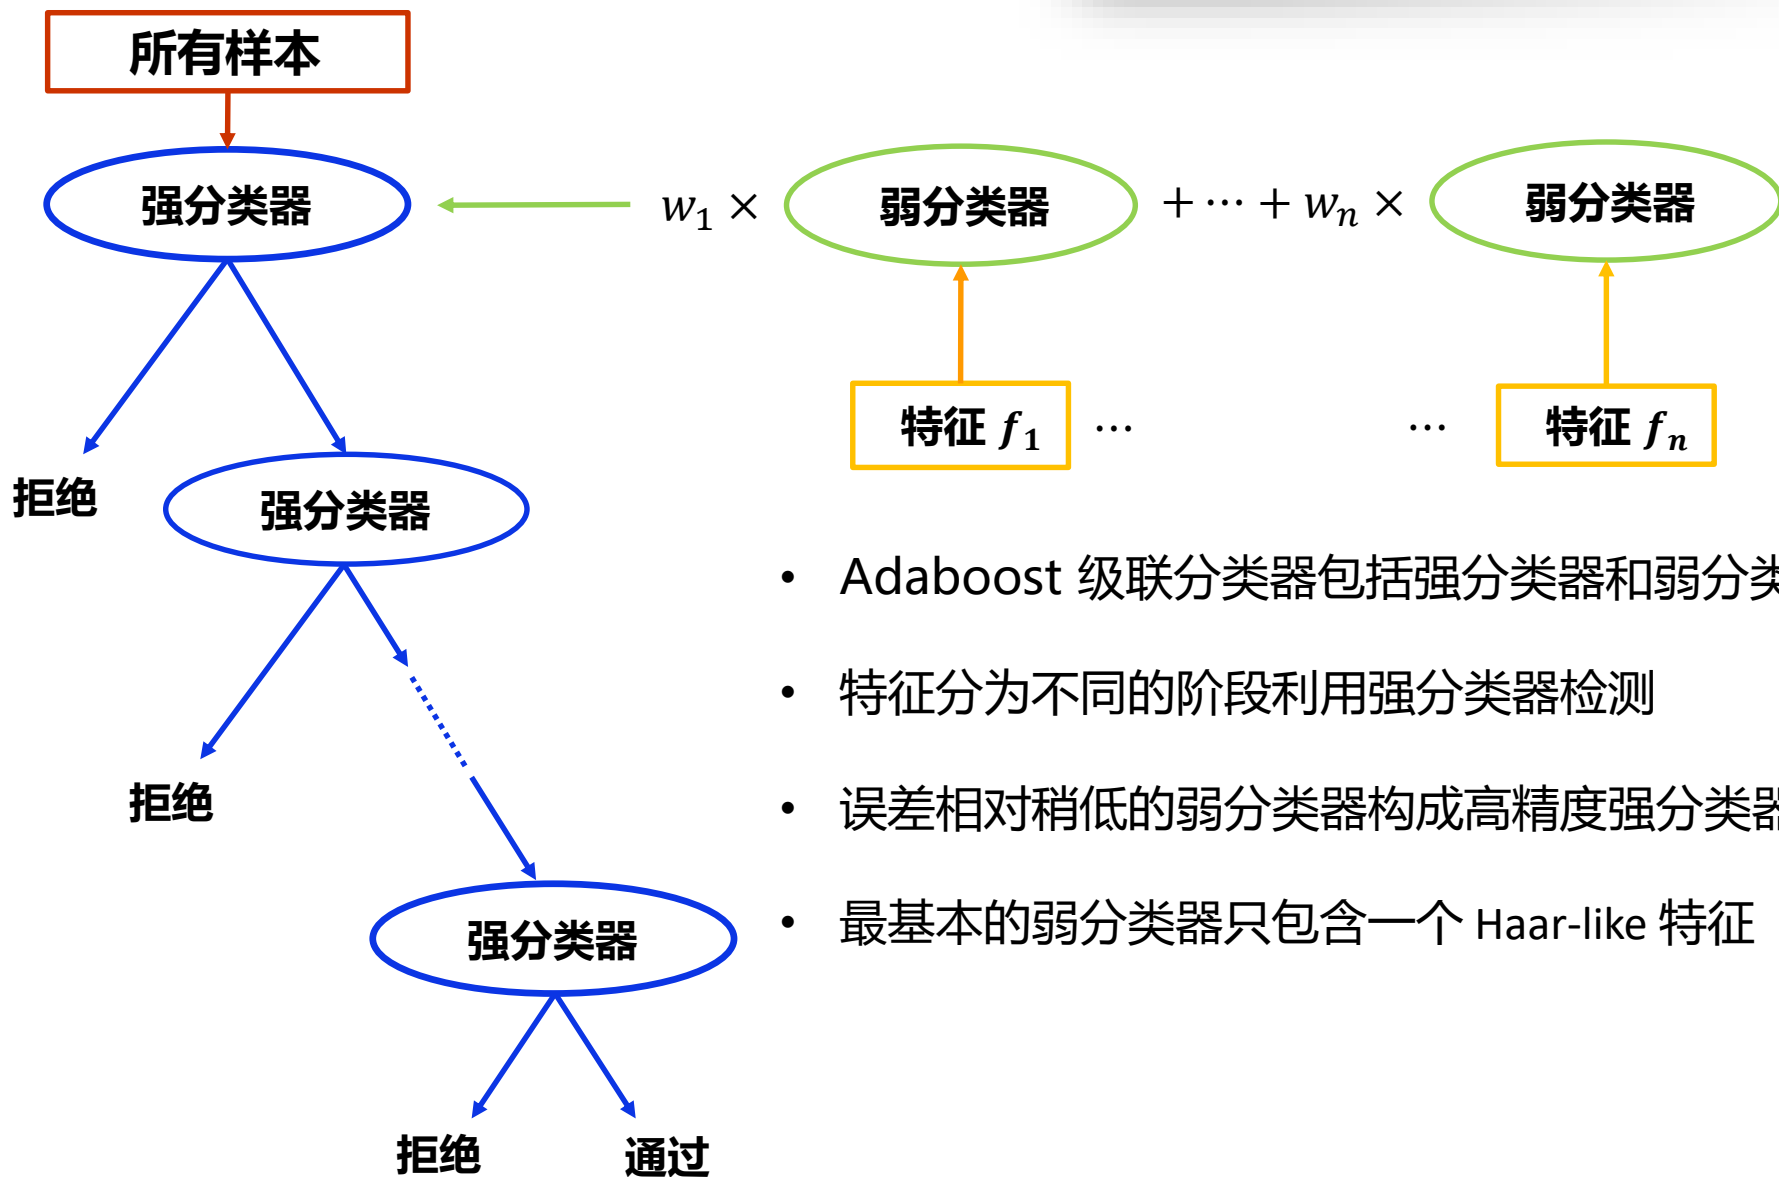 所有样本
强分类器
w₁ × 弱分类器 + ⋯ + wₙ × 弱分类器
特征 f₁ … … 特征 fₙ
拒绝
强分类器
• Adaboost 级联分类器包括强分类器和弱分类
• 特征分为不同的阶段利用强分类器检测
拒绝
• 误差相对稍低的弱分类器构成高精度强分类器
• 最基本的弱分类器只包含一个 Haar-like 特征
强分类器
拒绝 通过